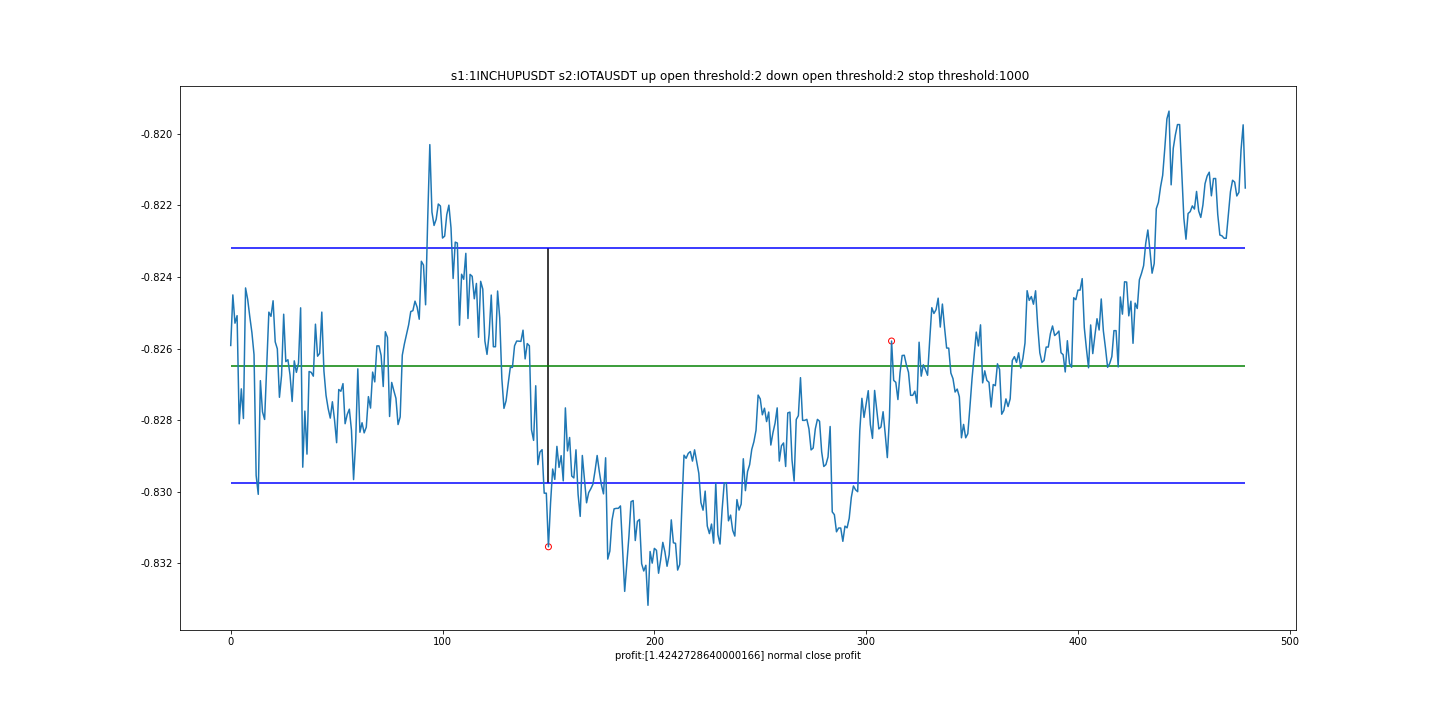 s1:1INCHUPUSDT s2:IOTAUSDT up open threshold:2 down open threshold:2 stop threshold:1000
-0.820
-0.822
-0.824
-0.826
-0.828
-0.830
-0.832
0 100 200 300 400 500
profit:[1.4242728640000166] normal close profit